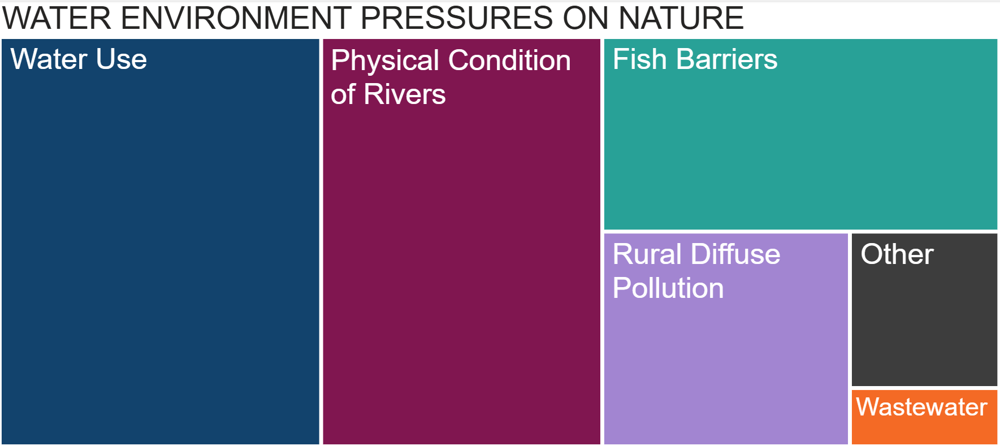 WATER ENVIRONMENT PRESSURES ON NATURE
Water Use
Physical Condition
of Rivers
Fish Barriers
Rural Diffuse
Pollution
Other
Wastewater